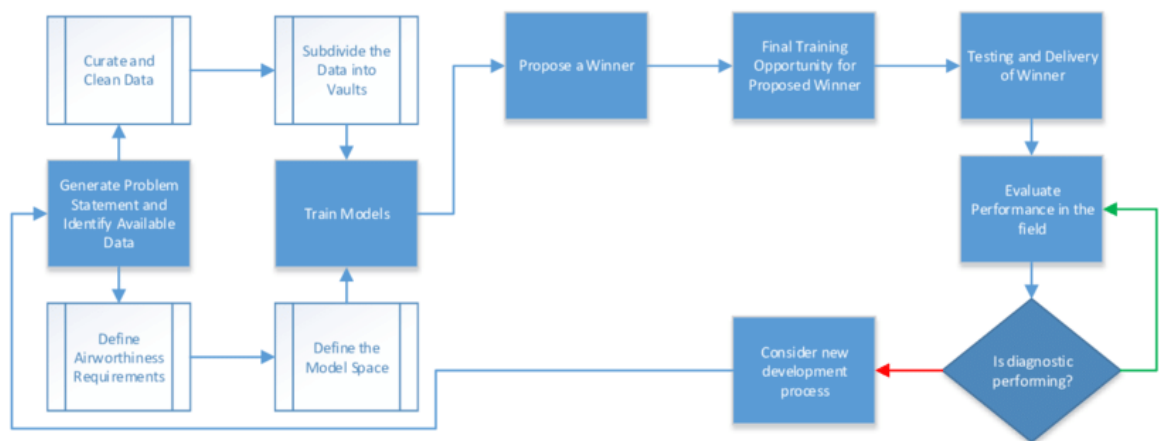 Curate and
Clean Data
Subdivide the
Data into
Vaults
Propose a Winner
Final Training
Opportunity for
Proposed Winner
Testing and Delivery
of Winner
Generate Problem
Statement and
Identify Available
Data
Train Models
Evaluate
Performance in the
field
Define
Airworthiness
Requirements
Define the
Model Space
Consider new
development
process
Is diagnostic
performing?